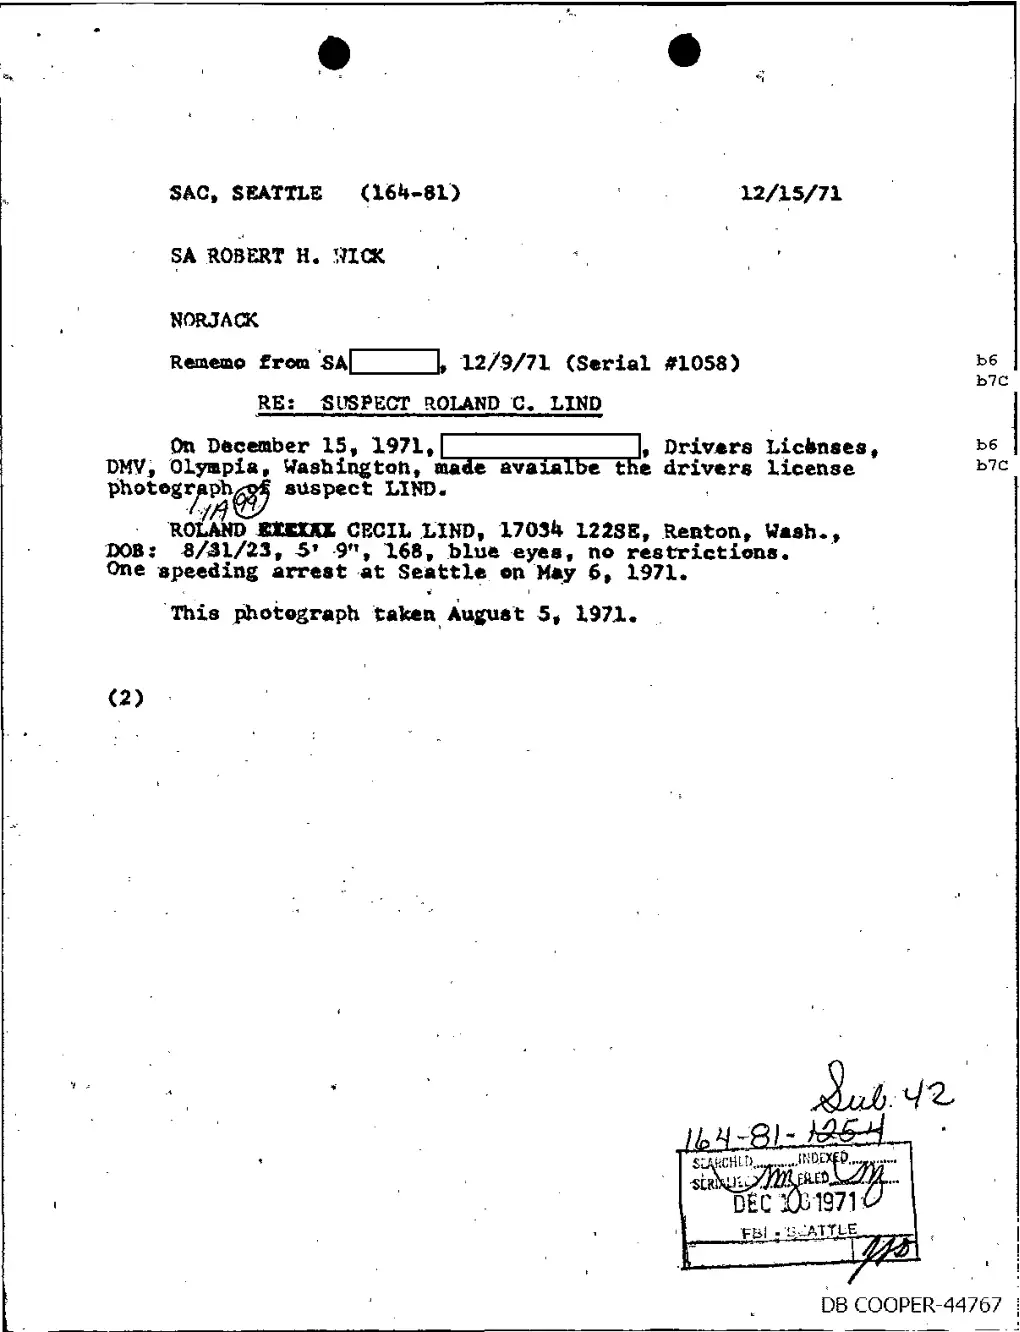 SAC, SEATTLE (164-81) 12/15/71
SA ROBERT H. WICK
NORJACK
Rememo from SA , 12/9/71 (Serial #1058)
b6
b7C
RE: SUSPECT ROLAND C. LIND
On December 15, 1971, , Drivers Licenses,
b6
DMV, Olympia, Washington, made avaialbe the drivers license
b7C
photograph of suspect LIND.
1A 99
ROLAND CECIL LIND, 17034 122SE, Renton, Wash.,
DOB: 8/31/23, 5' 9", 168, blue eyes, no restrictions.
One speeding arrest at Seattle on May 6, 1971.
This photograph taken August 5, 1971.
(2)
Sub. 42
164-81-1254
SEARCHED INDEXED
SERIALIZED FILED
DEC 1971
FBI - SEATTLE
DB COOPER-44767